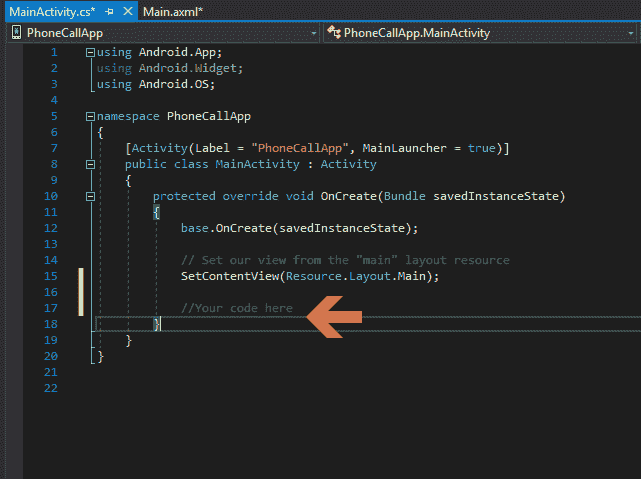 MainActivity.cs* Main.axml*
PhoneCallApp PhoneCallApp.MainActivity
1 using Android.App;
2 using Android.Widget;
3 using Android.OS;
4
5 namespace PhoneCallApp
6 {
7 [Activity(Label = "PhoneCallApp", MainLauncher = true)]
8 public class MainActivity : Activity
9 {
10 protected override void OnCreate(Bundle savedInstanceState)
11 {
12 base.OnCreate(savedInstanceState);
13
14 // Set our view from the "main" layout resource
15 SetContentView(Resource.Layout.Main);
16
17 //Your code here
18 }
19 }
20 }
21
22